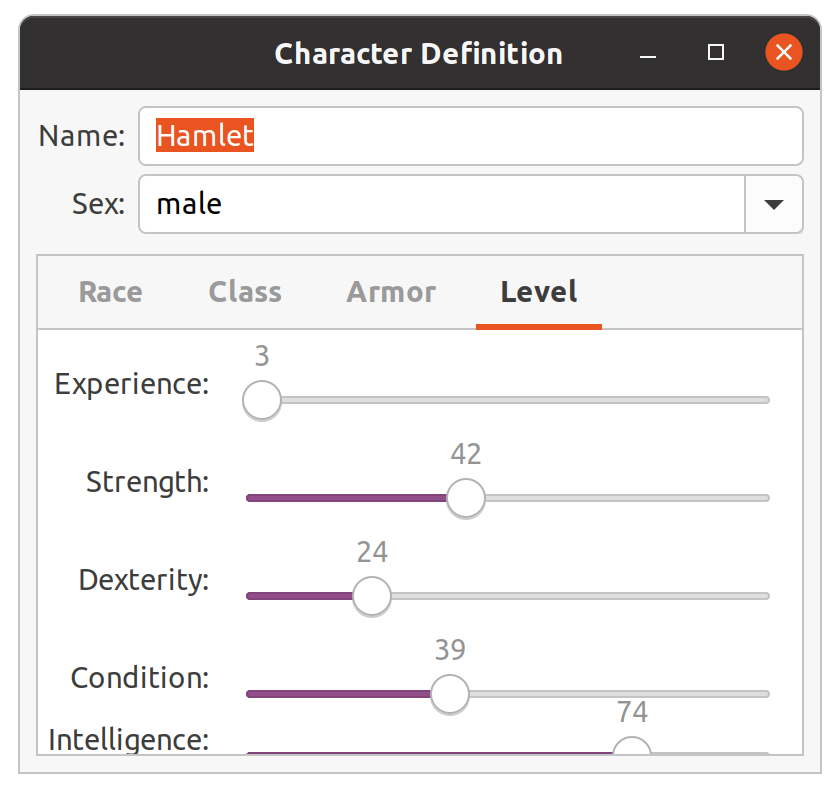 Character Definition
Name: Hamlet
Sex: male
Race Class Armor Level
3
Experience:
42
Strength:
24
Dexterity:
39
Condition:
74
Intelligence: